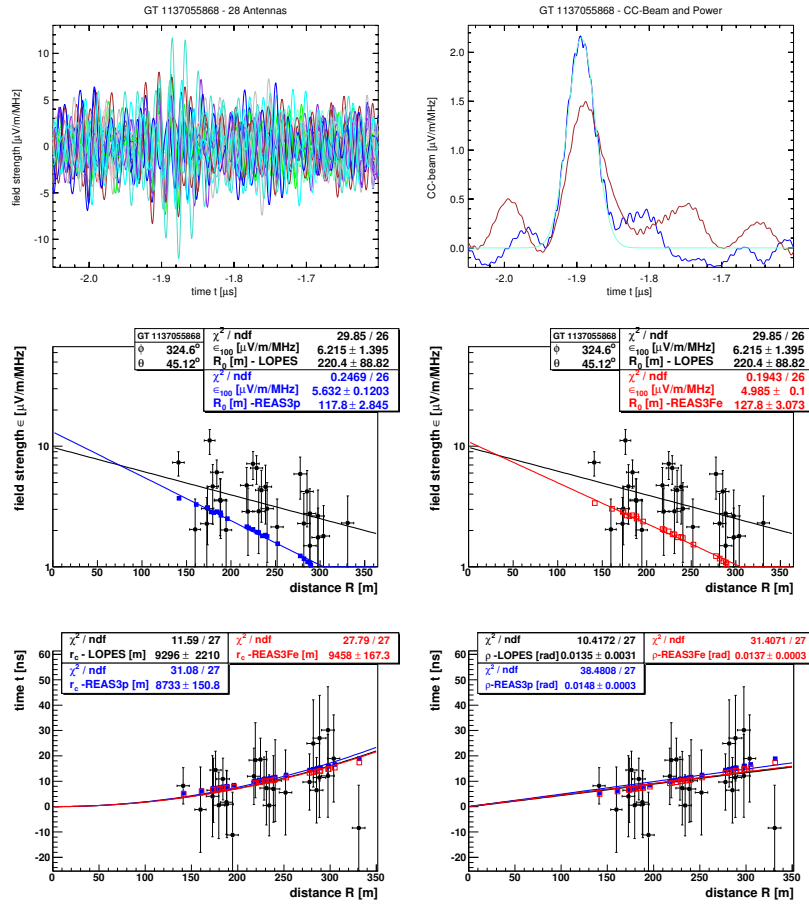 GT 1137055868 - 28 Antennas
field strength [μV/m/MHz]
10
5
0
-5
-10
-2.0 -1.9 -1.8 -1.7
time t [μs]
GT 1137055868 - CC-Beam and Power
CC-beam [μV/m/MHz]
2.0
1.5
1.0
0.5
0.0
-2.0 -1.9 -1.8 -1.7
time t [μs]
GT 1137055868
φ 324.6°
θ 45.12°
χ² / ndf 29.85 / 26
ε₁₀₀ [μV/m/MHz] 6.215 ± 1.395
R₀ [m] - LOPES 220.4 ± 88.82
χ² / ndf 0.2469 / 26
ε₁₀₀ [μV/m/MHz] 5.632 ± 0.1203
R₀ [m] -REAS3p 117.8 ± 2.845
field strength ∈ [μV/m/MHz]
10
1
0 50 100 150 200 250 300 350
distance R [m]
GT 1137055868
φ 324.6°
θ 45.12°
χ² / ndf 29.85 / 26
ε₁₀₀ [μV/m/MHz] 6.215 ± 1.395
R₀ [m] - LOPES 220.4 ± 88.82
χ² / ndf 0.1943 / 26
ε₁₀₀ [μV/m/MHz] 4.985 ± 0.1
R₀ [m] -REAS3Fe 127.8 ± 3.073
field strength ∈ [μV/m/MHz]
10
1
0 50 100 150 200 250 300 350
distance R [m]
χ² / ndf 11.59 / 27
r_c - LOPES [m] 9296 ± 2210
χ² / ndf 27.79 / 27
r_c -REAS3Fe [m] 9458 ± 167.3
χ² / ndf 31.08 / 27
r_c -REAS3p [m] 8733 ± 150.8
time t [ns]
60
50
40
30
20
10
0
-10
-20
0 50 100 150 200 250 300 350
distance R [m]
χ² / ndf 10.4172 / 27
ρ -LOPES [rad] 0.0135 ± 0.0031
χ² / ndf 31.4071 / 27
ρ-REAS3Fe [rad] 0.0137 ± 0.0003
χ² / ndf 38.4808 / 27
ρ-REAS3p [rad] 0.0148 ± 0.0003
time t [ns]
60
50
40
30
20
10
0
-10
-20
0 50 100 150 200 250 300 350
distance R [m]